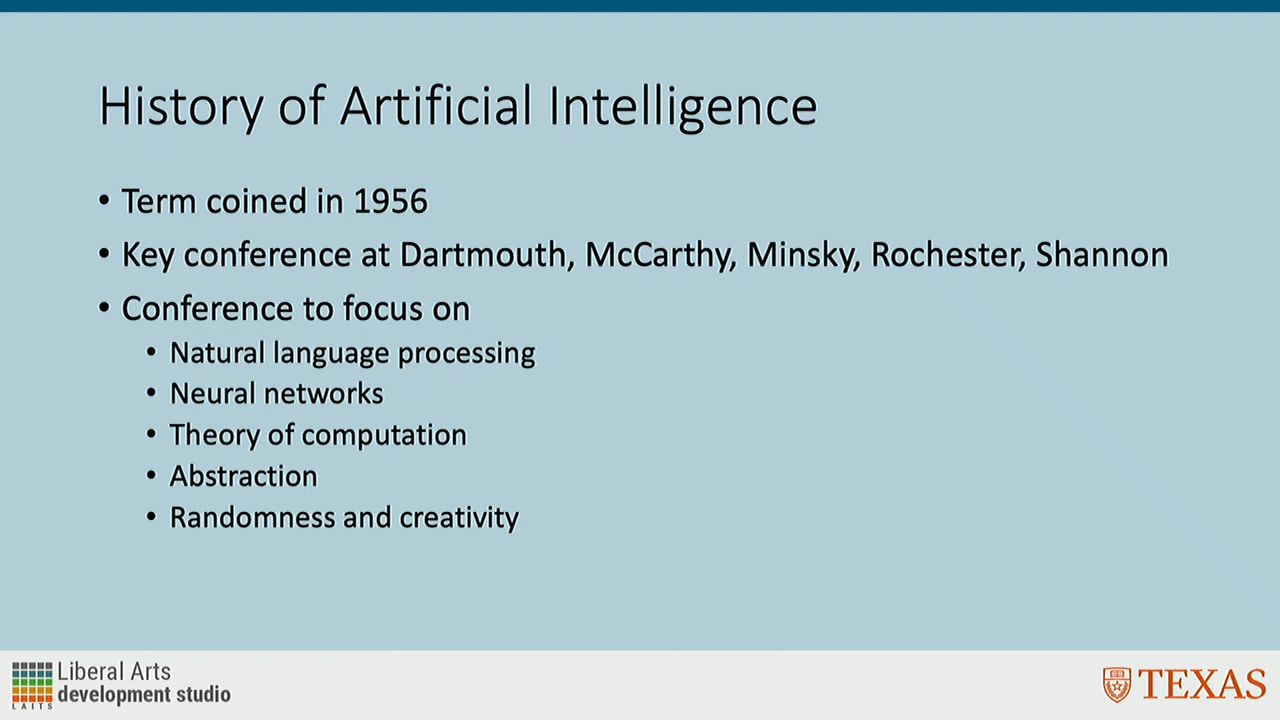 History of Artificial Intelligence
• Term coined in 1956
• Key conference at Dartmouth, McCarthy, Minsky, Rochester, Shannon
• Conference to focus on
• Natural language processing
• Neural networks
• Theory of computation
• Abstraction
• Randomness and creativity
Liberal Arts
development studio
LAITS
TEXAS